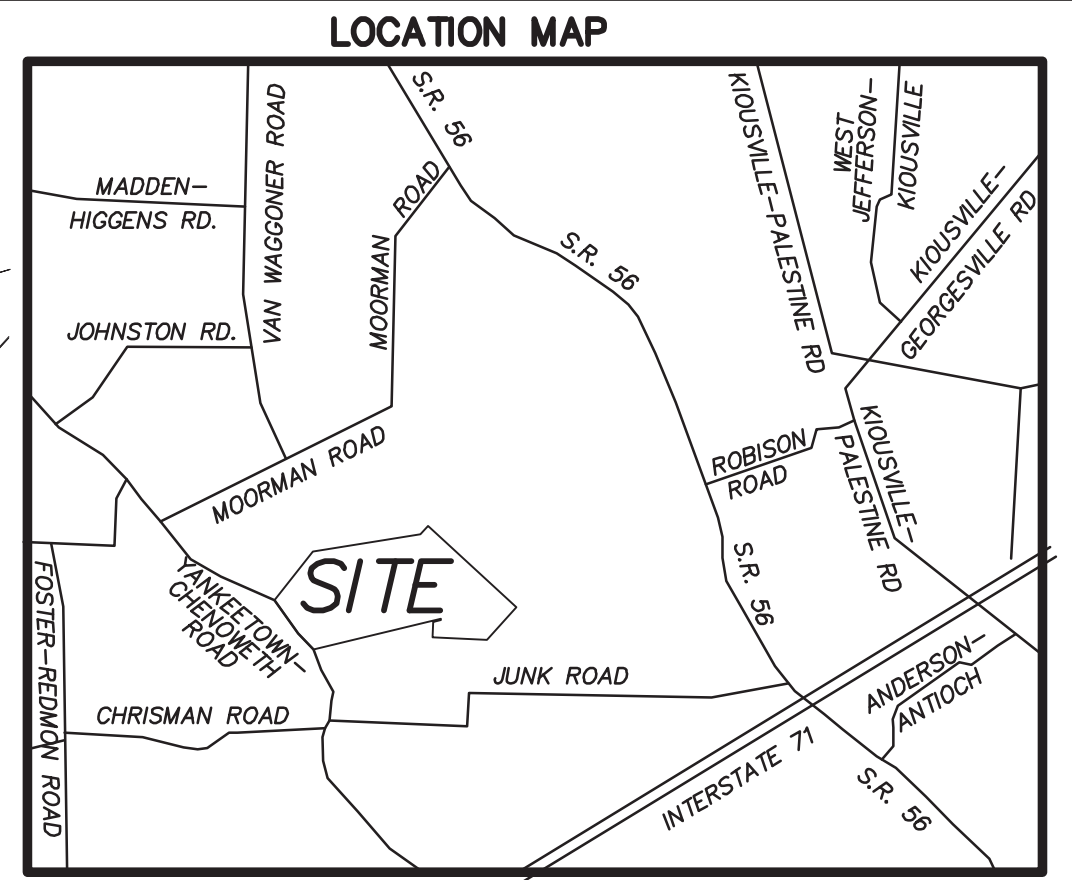 LOCATION MAP
S.R. 56
KIOUSVILLE-PALESTINE RD
WEST
JEFFERSON-
KIOUSVILLE
VAN WAGGONER ROAD
MADDEN-
HIGGENS RD.
MOORMAN
ROAD
KIOUSVILLE-
GEORGESVILLE RD
S.R. 56
JOHNSTON RD.
MOORMAN ROAD
ROBISON
ROAD
KIOUSVILLE-
PALESTINE RD
SITE
S.R. 56
YANKEETOWN-
CHENOWETH
ROAD
FOSTER-REDMON ROAD
JUNK ROAD
ANDERSON-
ANTIOCH
CHRISMAN ROAD
INTERSTATE 71
S.R. 56